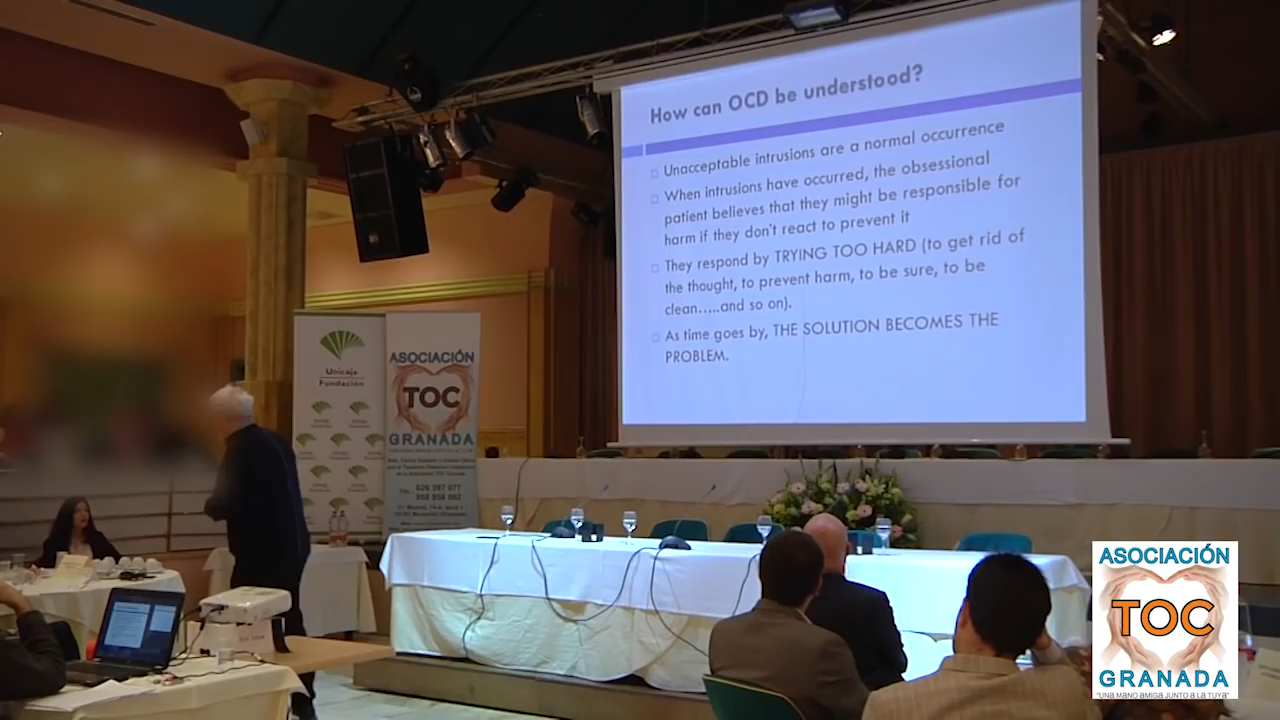 How can OCD be understood?
Unacceptable intrusions are a normal occurrence
When intrusions have occurred, the obsessional
patient believes that they might be responsible for
harm if they don't react to prevent it
They respond by TRYING TOO HARD (to get rid of
the thought, to prevent harm, to be sure, to be
clean.....and so on).
As time goes by, THE SOLUTION BECOMES THE
PROBLEM.
Unicaja
Fundación
ASOCIACIÓN
TOC
GRANADA
626 397 077
ASOCIACIÓN
TOC
GRANADA
"UNA MANO AMIGA JUNTO A LA TUYA"